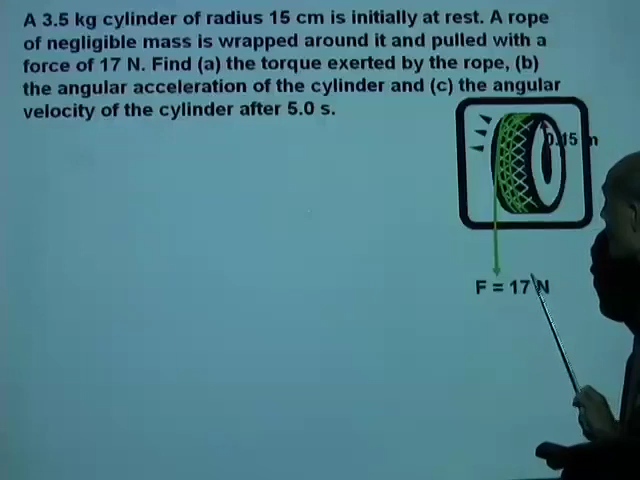 A 3.5 kg cylinder of radius 15 cm is initially at rest. A rope
of negligible mass is wrapped around it and pulled with a
force of 17 N. Find (a) the torque exerted by the rope, (b)
the angular acceleration of the cylinder and (c) the angular
velocity of the cylinder after 5.0 s.
0.15 m
F = 17 N